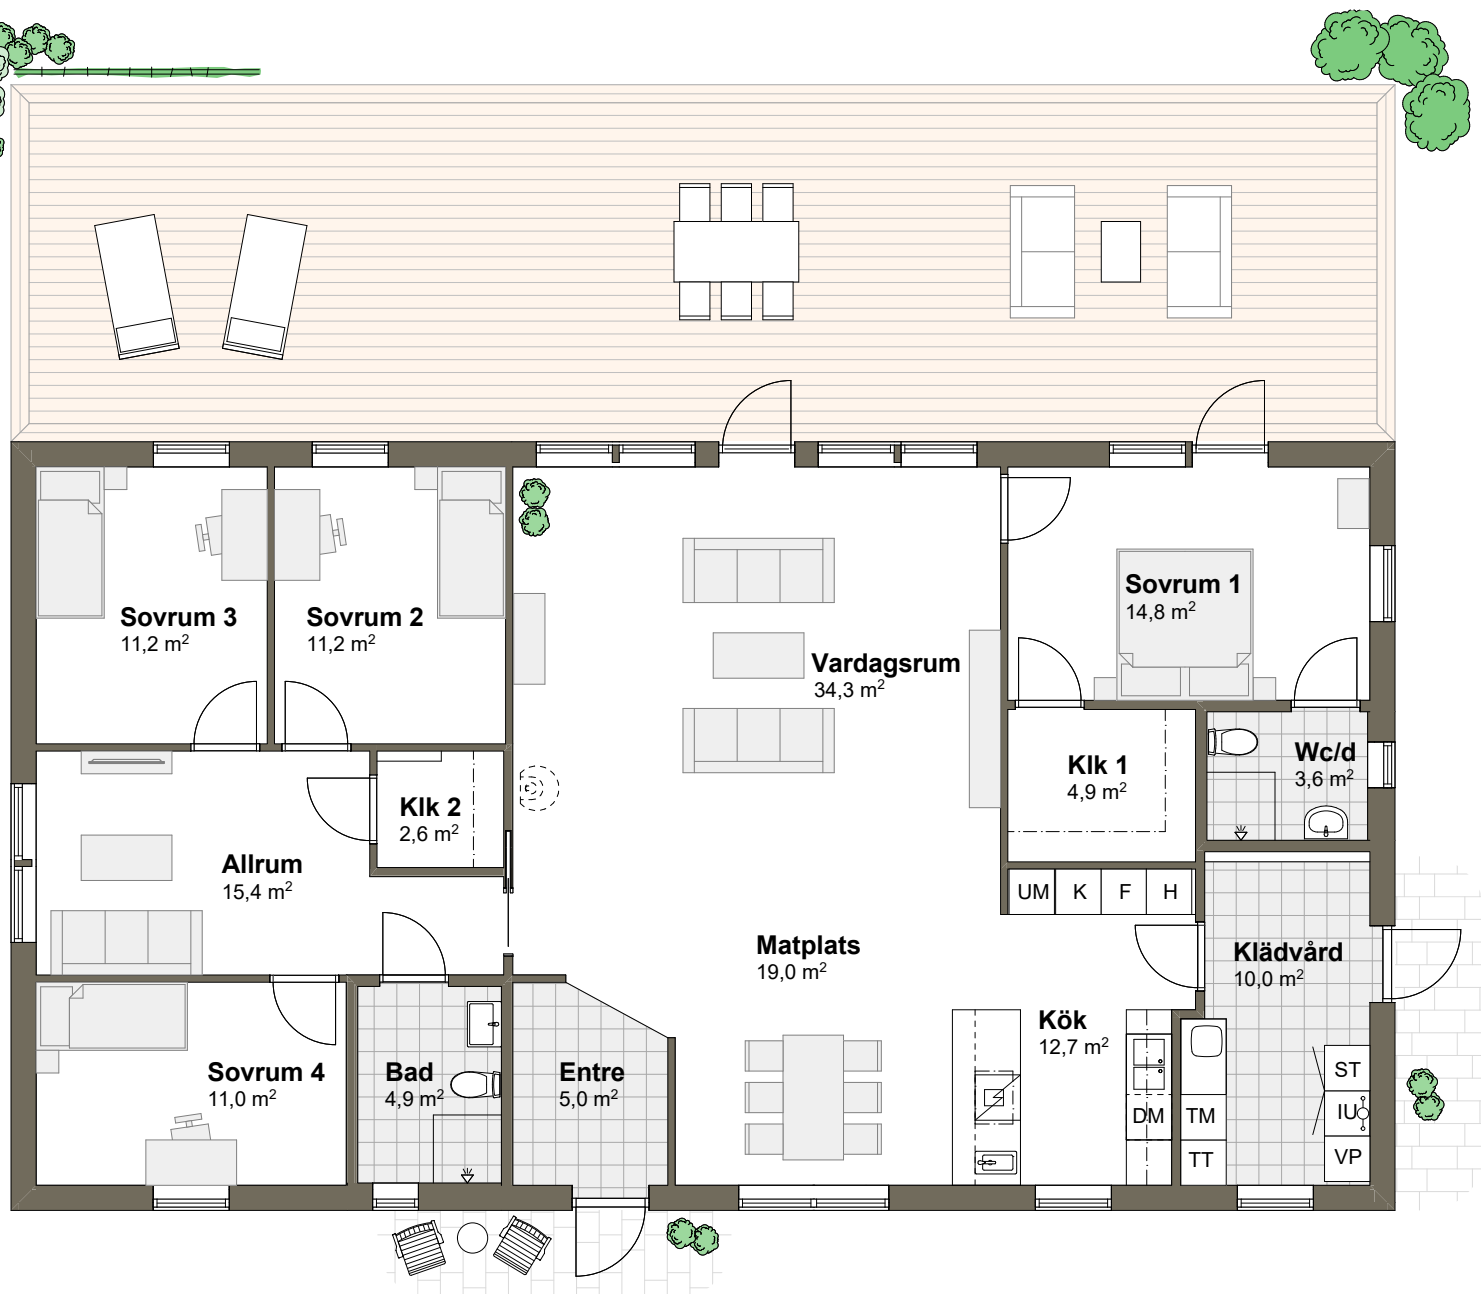 Sovrum 3
11,2 m²
Sovrum 2
11,2 m²
Vardagsrum
34,3 m²
Sovrum 1
14,8 m²
Klk 1
4,9 m²
Wc/d
3,6 m²
Klk 2
2,6 m²
Allrum
15,4 m²
UM K F H
Matplats
19,0 m²
Klädvård
10,0 m²
Kök
12,7 m²
Sovrum 4
11,0 m²
Bad
4,9 m²
Entre
5,0 m²
DM
TM
TT
ST
IU
VP